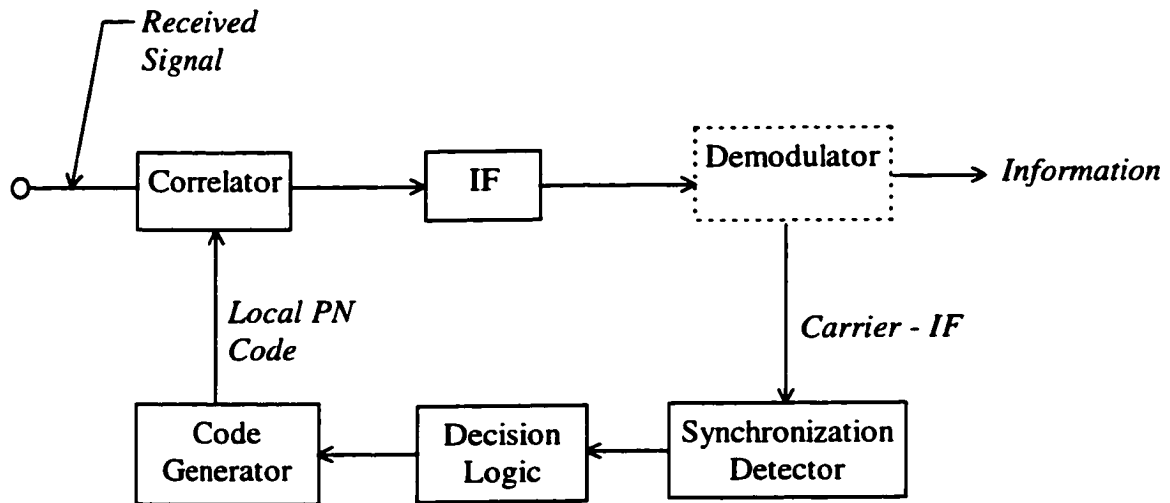 Received
Signal
Correlator
IF
Demodulator
Information
Local PN
Code
Carrier - IF
Code
Generator
Decision
Logic
Synchronization
Detector